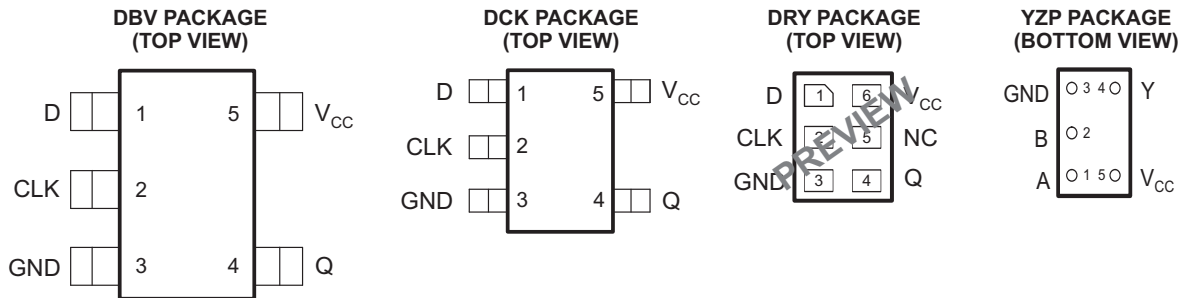 DBV PACKAGE
(TOP VIEW)
D 1 5 VCC
CLK 2
GND 3 4 Q
DCK PACKAGE
(TOP VIEW)
D 1 5 VCC
CLK 2
GND 3 4 Q
DRY PACKAGE
(TOP VIEW)
D 1 6 VCC
CLK 2 5 NC
GND 3 4 Q
PREVIEW
YZP PACKAGE
(BOTTOM VIEW)
GND 3 4 Y
B 2
A 1 5 VCC